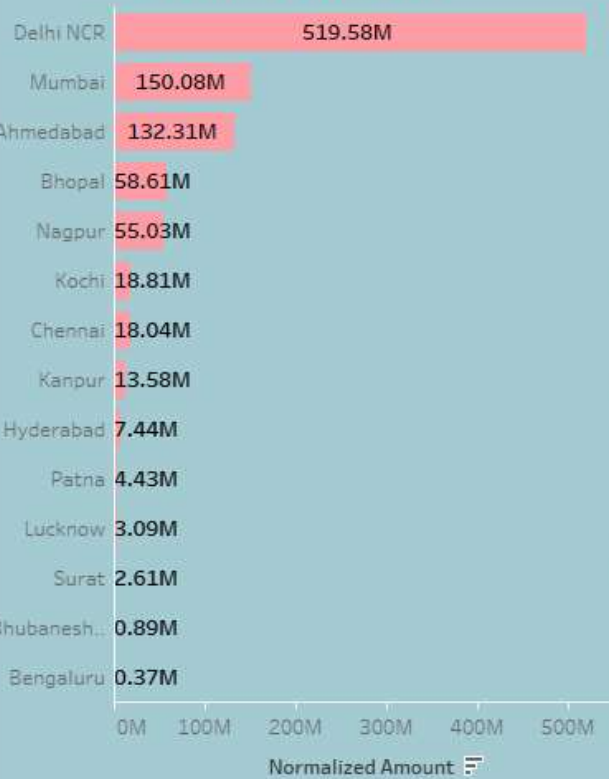 Delhi NCR 519.58M
Mumbai 150.08M
Ahmedabad 132.31M
Bhopal 58.61M
Nagpur 55.03M
Kochi 18.81M
Chennai 18.04M
Kanpur 13.58M
Hyderabad 7.44M
Patna 4.43M
Lucknow 3.09M
Surat 2.61M
Bhubanesh.. 0.89M
Bengaluru 0.37M
0M 100M 200M 300M 400M 500M
Normalized Amount